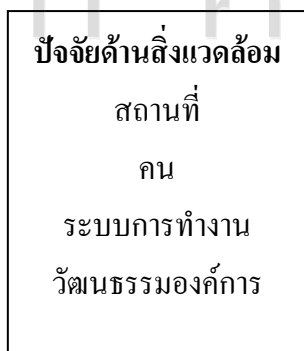 ปัจจัยด้านสิ่งแวดล้อม
สถานที่
คน
ระบบการทำงาน
วัฒนธรรมองค์การ